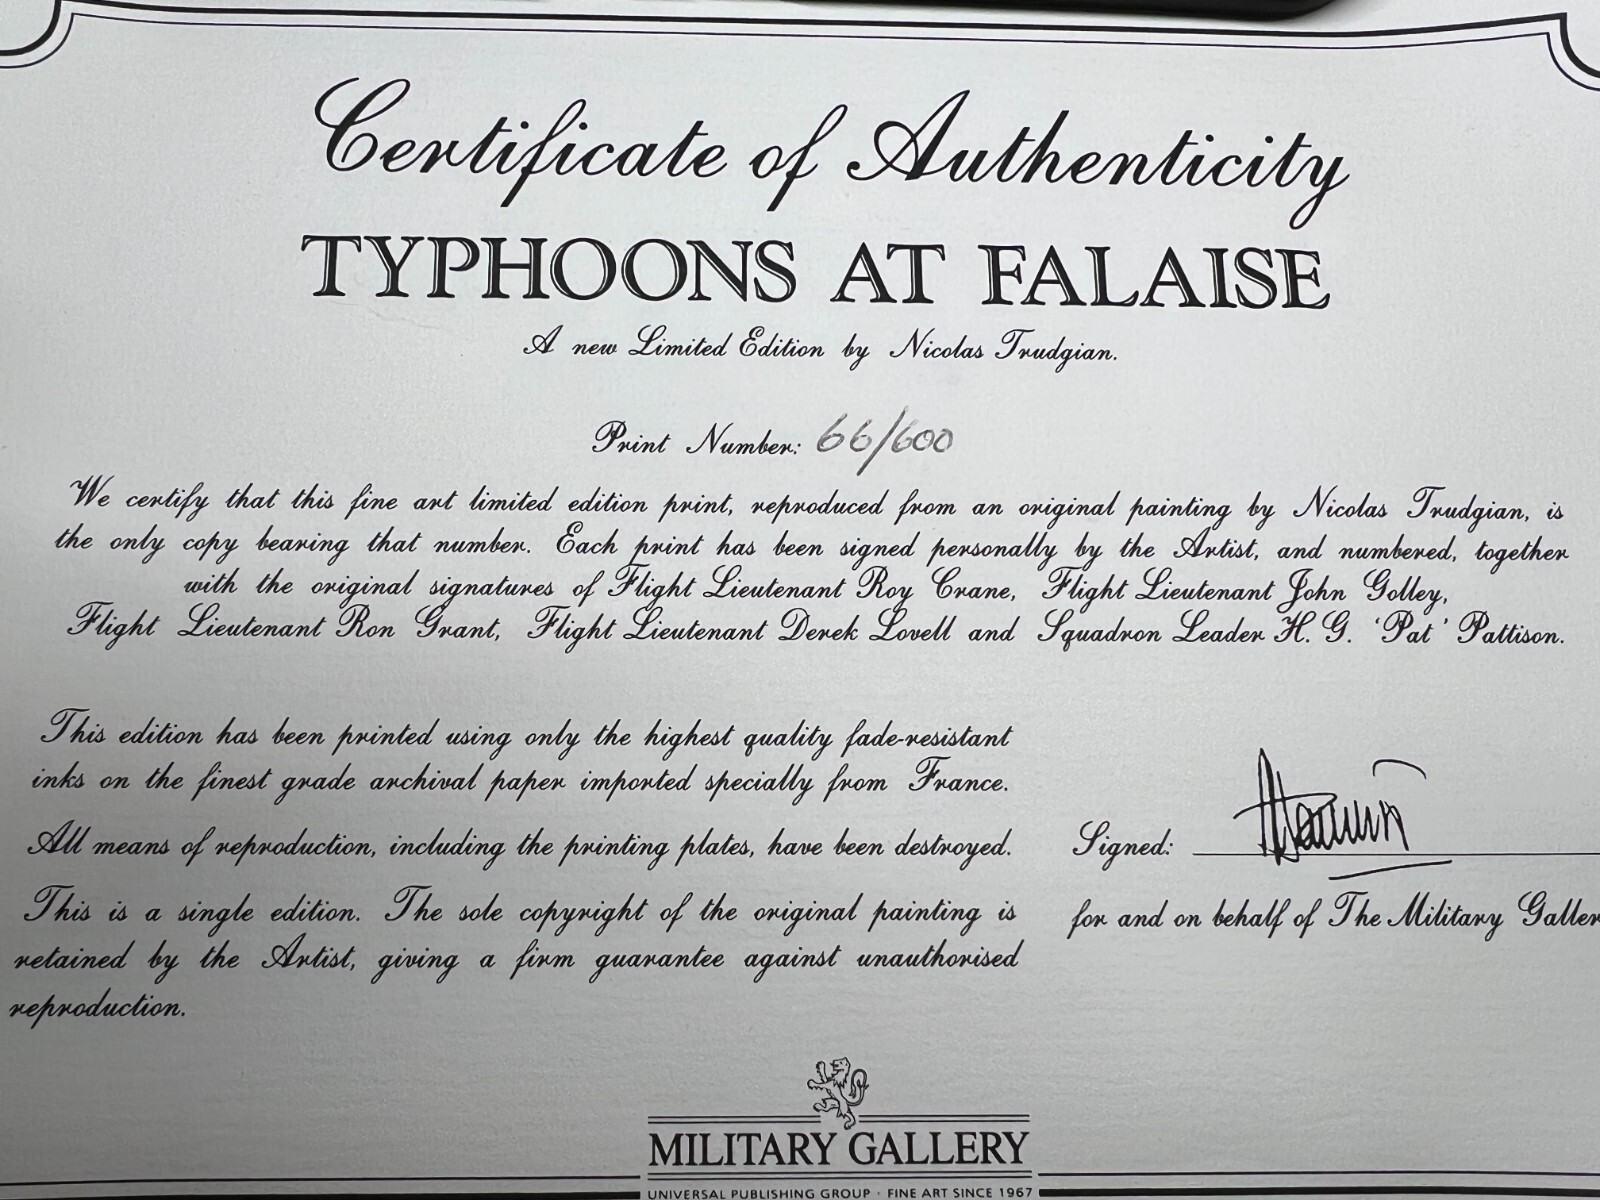 Certificate of Authenticity
TYPHOONS AT FALAISE
A new Limited Edition by Nicolas Trudgian.
Print Number: 66/600
We certify that this fine art limited edition print, reproduced from an original painting by Nicolas Trudgian, is
the only copy bearing that number. Each print has been signed personally by the Artist, and numbered, together
with the original signatures of Flight Lieutenant Roy Crane, Flight Lieutenant John Golley,
Flight Lieutenant Ron Grant, Flight Lieutenant Derek Lovell and Squadron Leader H. G. 'Pat' Pattison.
This edition has been printed using only the highest quality fade-resistant
inks on the finest grade archival paper imported specially from France.
All means of reproduction, including the printing plates, have been destroyed.
This is a single edition. The sole copyright of the original painting is
retained by the Artist, giving a firm guarantee against unauthorised
reproduction.
Signed:
for and on behalf of The Military Galler
MILITARY GALLERY
UNIVERSAL PUBLISHING GROUP · FINE ART SINCE 1967